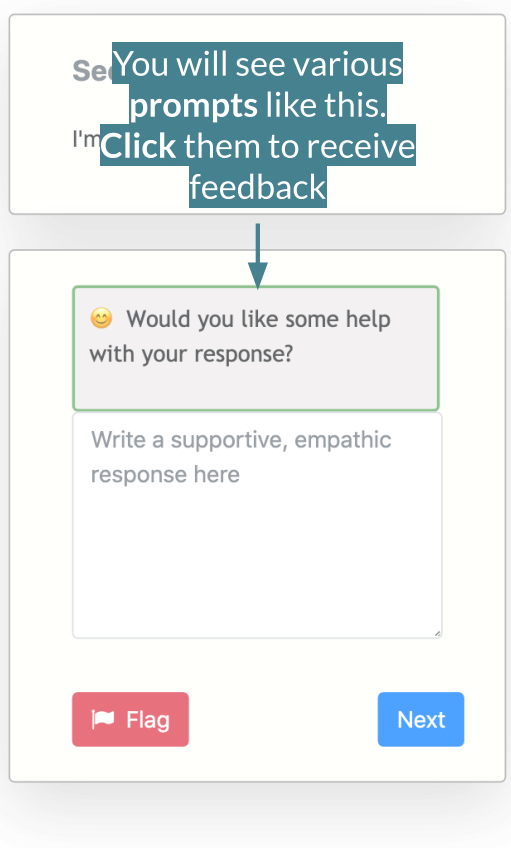 You will see various
prompts like this.
I'm
Click them to receive
feedback
Would you like some help
with your response?
Write a supportive, empathic
response here
Flag
Next